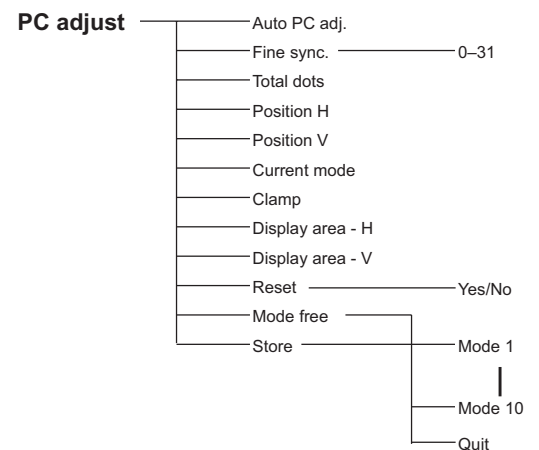 PC adjust
Auto PC adj.
Fine sync.
0–31
Total dots
Position H
Position V
Current mode
Clamp
Display area - H
Display area - V
Reset
Yes/No
Mode free
Store
Mode 1
Mode 10
Quit